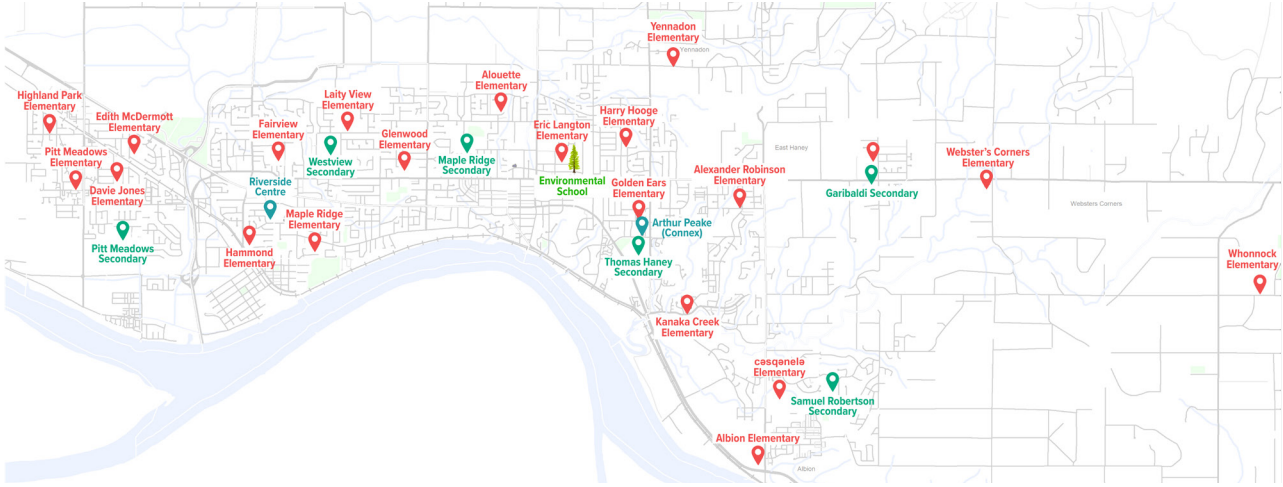 Yennadon
Elementary
Yennadon
Alouette
Elementary
Highland Park
Elementary
Edith McDermott
Elementary
Laity View
Elementary
Fairview
Elementary
Glenwood
Elementary
Eric Langton
Elementary
Harry Hooge
Elementary
Pitt Meadows
Elementary
Westview
Secondary
Maple Ridge
Secondary
East Haney
Webster's Corners
Elementary
Davie Jones
Elementary
Riverside
Centre
Environmental
School
Golden Ears
Elementary
Alexander Robinson
Elementary
Garibaldi Secondary
Websters Corners
Maple Ridge
Elementary
Arthur Peake
(Connex)
Pitt Meadows
Secondary
Hammond
Elementary
Thomas Haney
Secondary
Whonnock
Elementary
Kanaka Creek
Elementary
c̓əsqənelə
Elementary
Samuel Robertson
Secondary
Albion Elementary
Albion